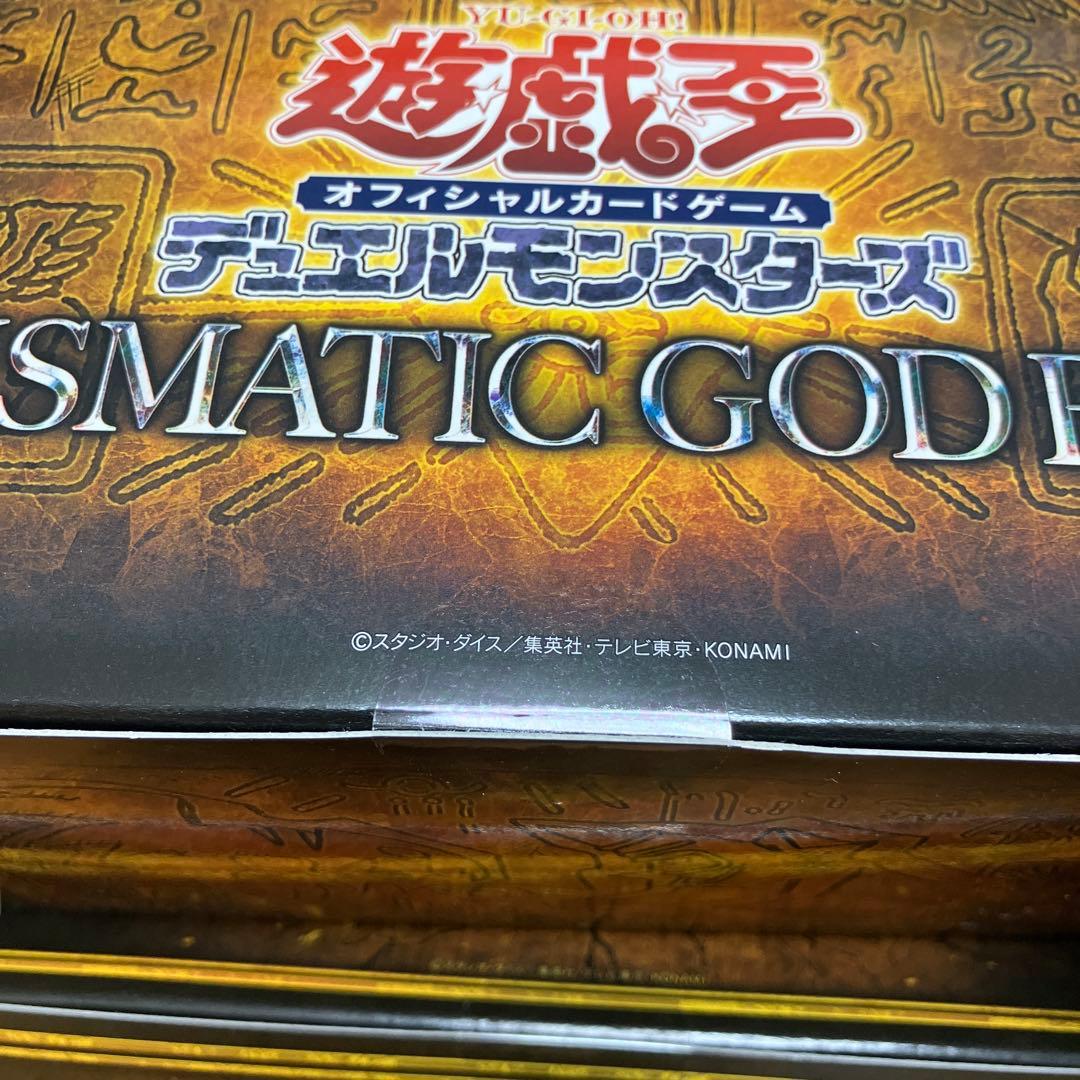 YU-GI-OH!
遊戯王
オフィシャルカードゲーム
デュエルモンスターズ
ISMATIC GOD B
©スタジオ・ダイス／集英社・テレビ東京・KONAMI